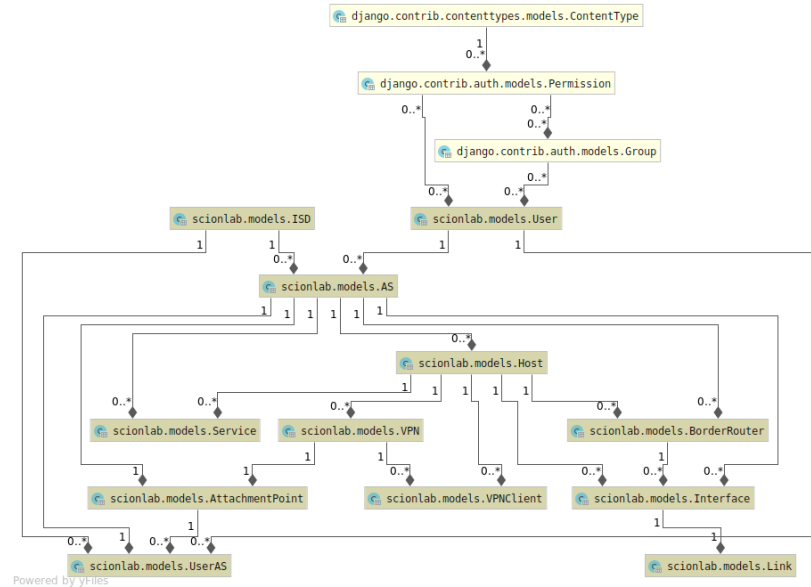 django.contrib.contenttypes.models.ContentType
1
0..*
django.contrib.auth.models.Permission
0..* 0..*
0..*
django.contrib.auth.models.Group
0..*
0..* 0..*
scionlab.models.ISD scionlab.models.User
1 1 1 1
0..* 0..*
scionlab.models.AS
1 1 1 1 1 1
0..*
scionlab.models.Host
1 1 1 1 1
0..* 0..* 0..* 0..* 0..*
scionlab.models.Service scionlab.models.VPN scionlab.models.BorderRouter
1 1 1
1 1 0..* 0..* 0..* 0..* 0..*
scionlab.models.AttachmentPoint scionlab.models.VPNClient scionlab.models.Interface
1 1
0..* 1 0..* 0..* 1
scionlab.models.UserAS scionlab.models.Link
Powered by yFiles